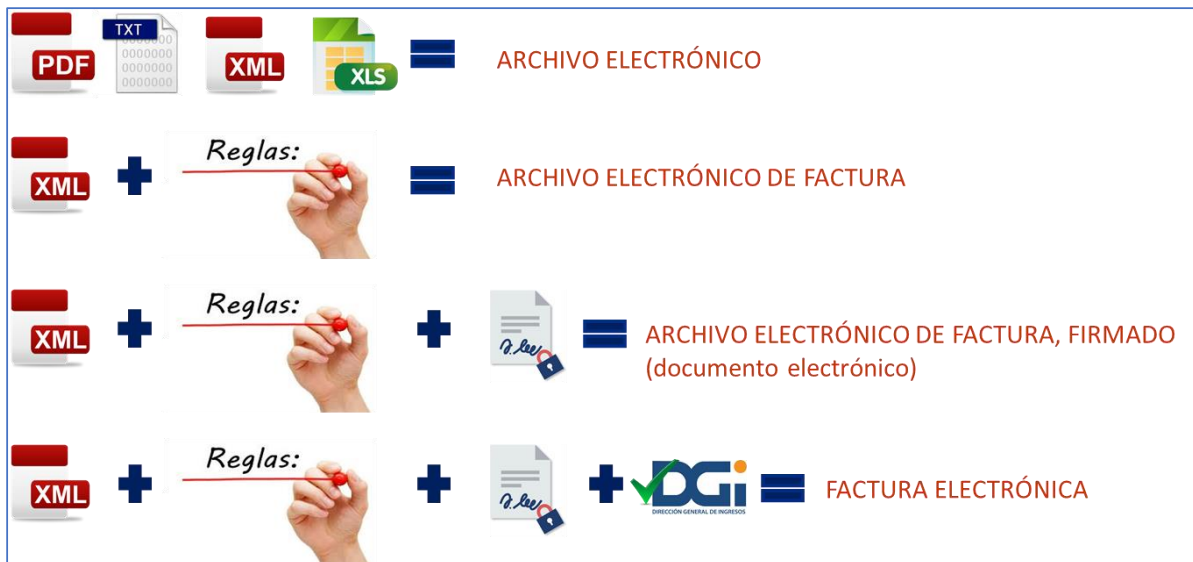 PDF
TXT
0000000
0000000
0000000
0000000
XML
XLS
ARCHIVO ELECTRÓNICO
XML
Reglas:
ARCHIVO ELECTRÓNICO DE FACTURA
XML
Reglas:
ARCHIVO ELECTRÓNICO DE FACTURA, FIRMADO
(documento electrónico)
XML
Reglas:
DGi
DIRECCIÓN GENERAL DE INGRESOS
FACTURA ELECTRÓNICA